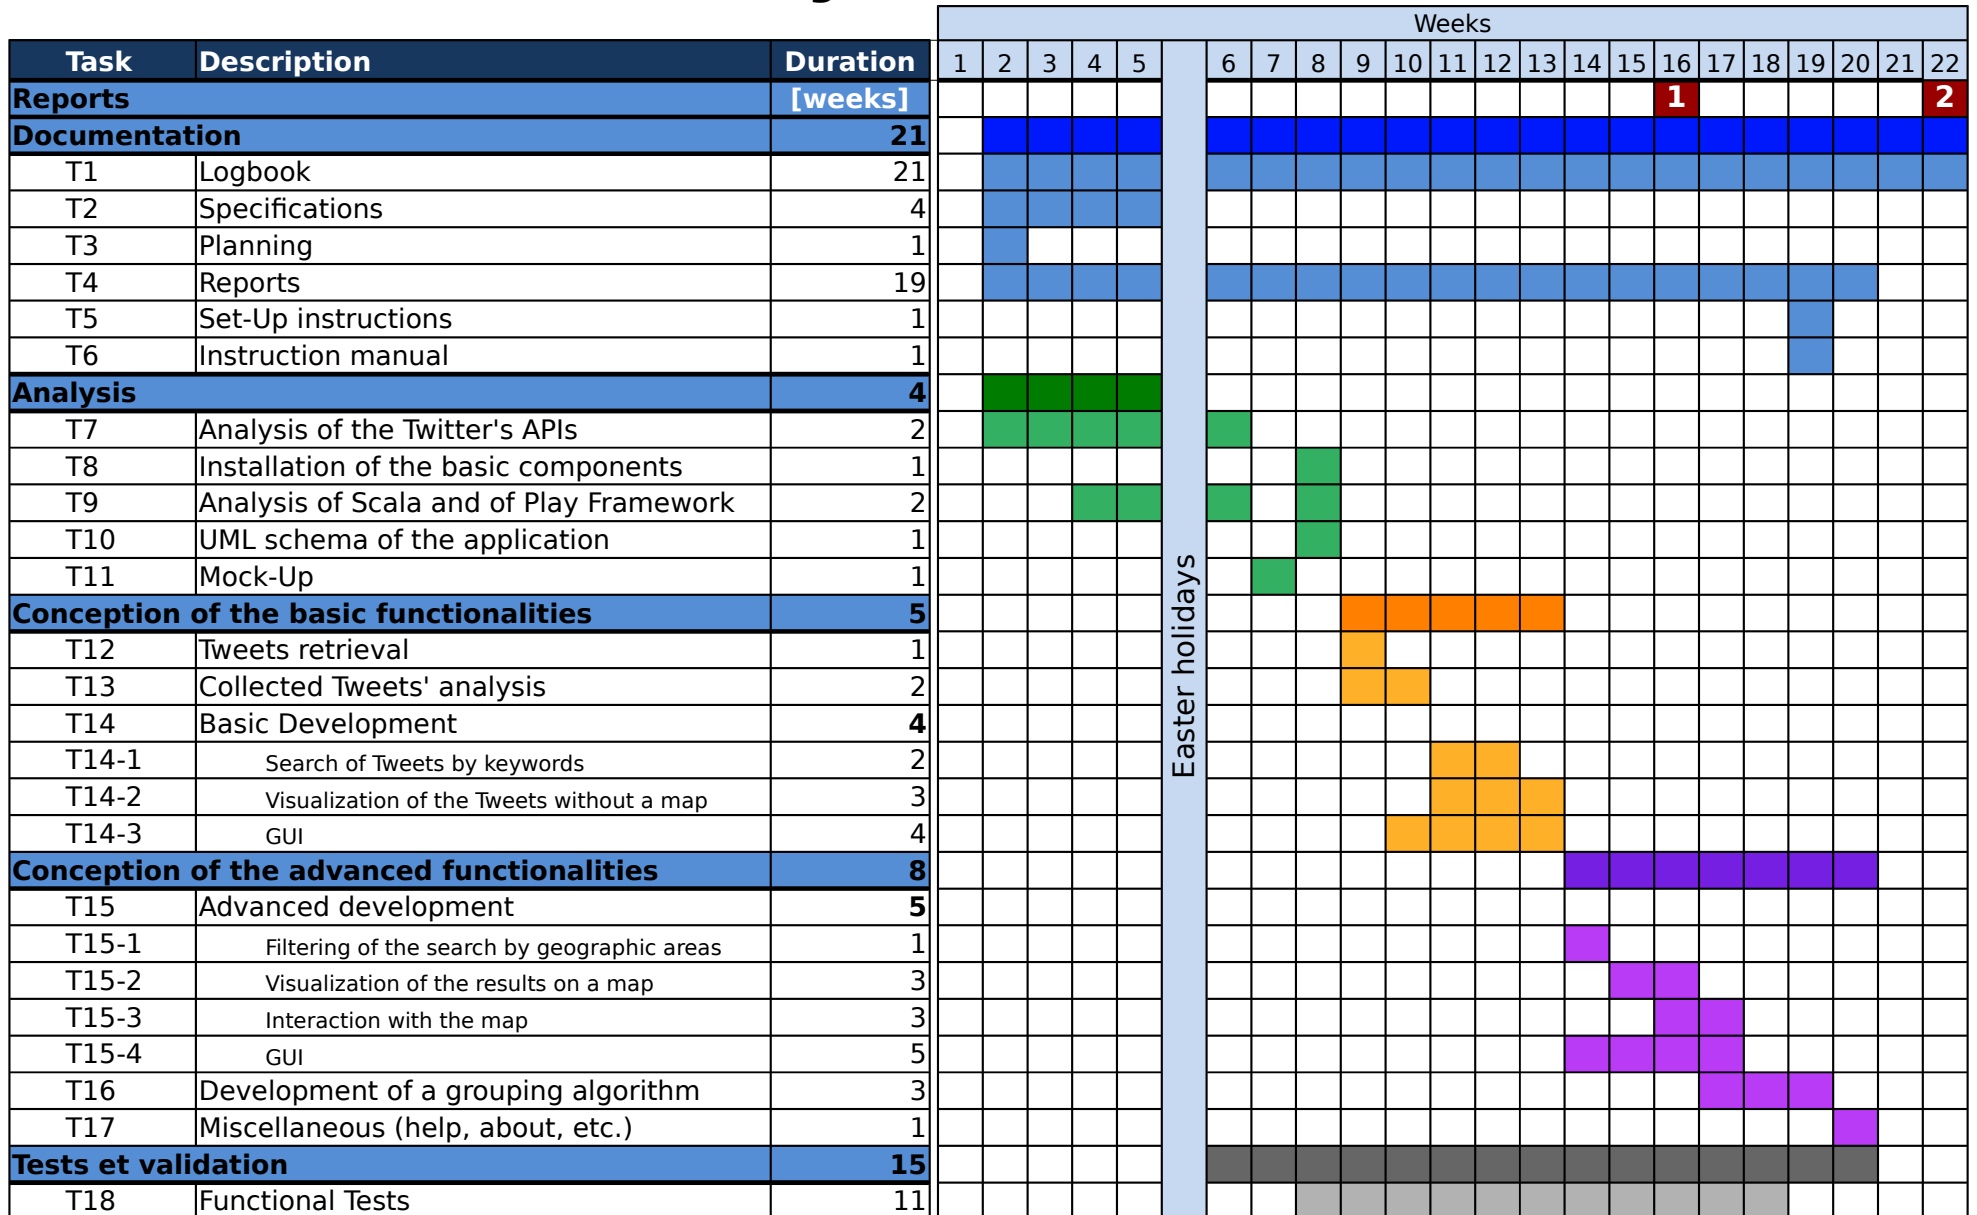 Weeks
Task Description Duration 1 2 3 4 5 6 7 8 9 10 11 12 13 14 15 16 17 18 19 20 21 22
Reports [weeks] 1 2
Documentation 21
T1 Logbook 21
T2 Specifications 4
T3 Planning 1
T4 Reports 19
T5 Set-Up instructions 1
T6 Instruction manual 1
Analysis 4
T7 Analysis of the Twitter's APIs 2
T8 Installation of the basic components 1
T9 Analysis of Scala and of Play Framework 2
T10 UML schema of the application 1
T11 Mock-Up 1
Conception of the basic functionalities 5
T12 Tweets retrieval 1
T13 Collected Tweets' analysis 2
T14 Basic Development 4
T14-1 Search of Tweets by keywords 2
T14-2 Visualization of the Tweets without a map 3
T14-3 GUI 4
Conception of the advanced functionalities 8
T15 Advanced development 5
T15-1 Filtering of the search by geographic areas 1
T15-2 Visualization of the results on a map 3
T15-3 Interaction with the map 3
T15-4 GUI 5
T16 Development of a grouping algorithm 3
T17 Miscellaneous (help, about, etc.) 1
Tests et validation 15
T18 Functional Tests 11
Easter holidays